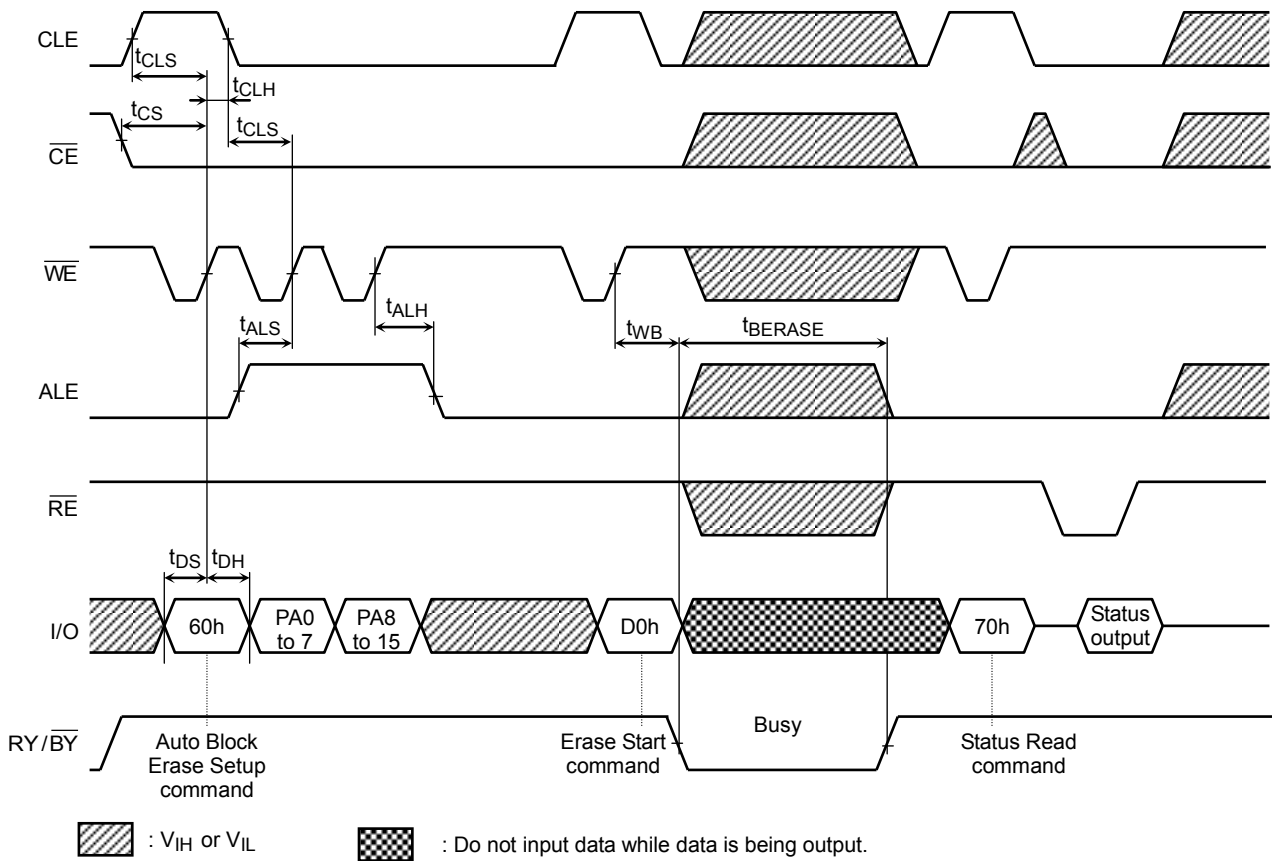 CLE
tCLS
tCLH
tCS
tCLS
CE
WE
tALS
tALH
tWB
tBERASE
ALE
RE
tDS
tDH
I/O
60h
PA0
to 7
PA8
to 15
D0h
70h
Status
output
RY/BY
Busy
Auto Block
Erase Setup
command
Erase Start
command
Status Read
command
: VIH or VIL
: Do not input data while data is being output.